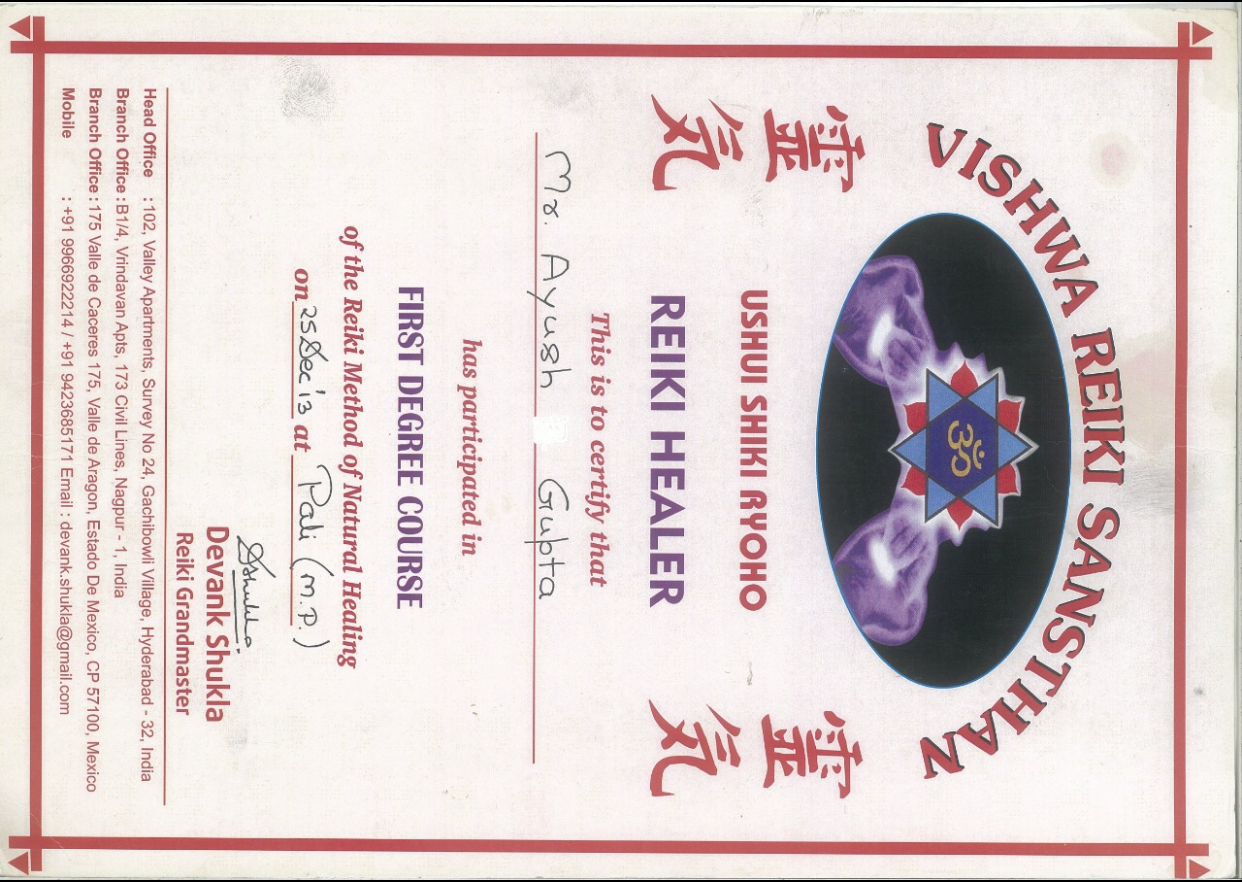 VISHWA REIKI SANSTHAN
ॐ
霊気
霊気
USHUI SHIKI RYOHO
REIKI HEALER
This is to certify that
Mr. Ayush Gupta
has participated in
FIRST DEGREE COURSE
of the Reiki Method of Natural Healing
on 25 Dec '13 at Pali (M.P.)
DShukla
Devank Shukla
Reiki Grandmaster
Head Office : 102, Valley Apartments, Survey No 24, Gachibowli Village, Hyderabad - 32, India
Branch Office : B1/4, Vrindavan Apts, 173 Civil Lines, Nagpur - 1, India
Branch Office : 175 Valle de Caceres 175, Valle de Aragon, Estado De Mexico, CP 57100, Mexico
Mobile : +91 9966922214 / +91 9423685171 Email : devank.shukla@gmail.com